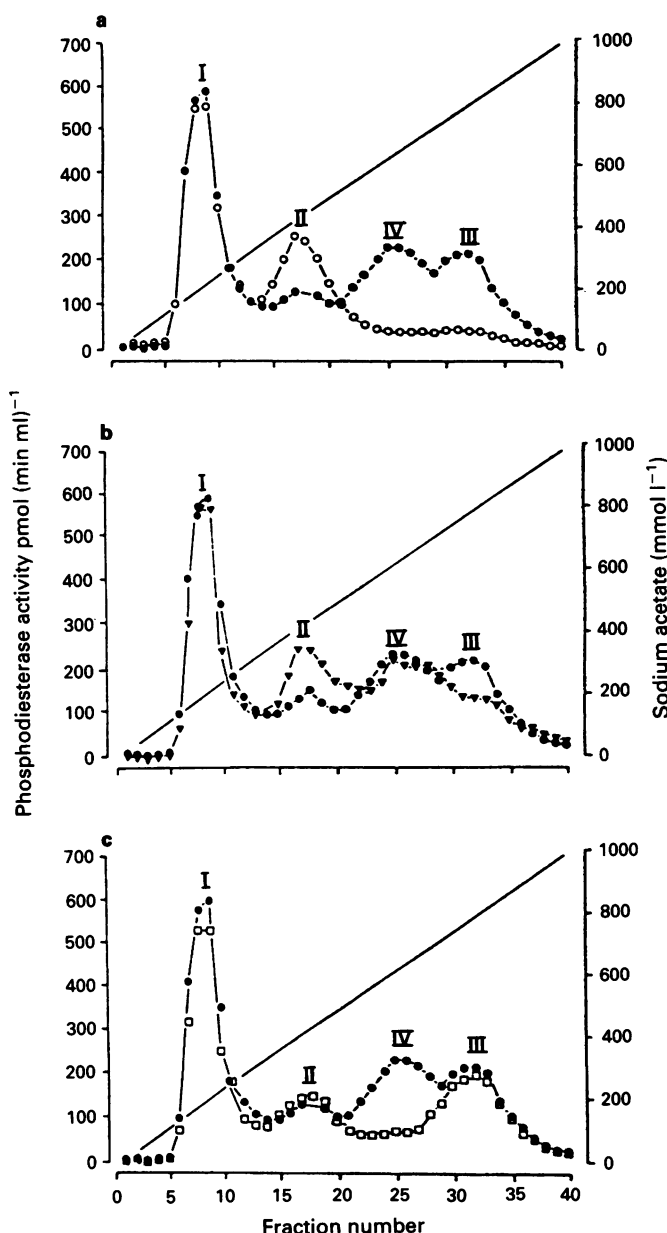 a
700
600
500
400
300
200
100
0
1000
800
600
400
200
0
I
II
IV
III
b
700
600
500
400
300
200
100
0
1000
800
600
400
200
0
I
II
IV
III
c
700
600
500
400
300
200
100
0
1000
800
600
400
200
0
I
II
IV
III
0 5 10 15 20 25 30 35 40
Fraction number
Phosphodiesterase activity pmol (min ml)⁻¹
Sodium acetate (mmol l⁻¹)